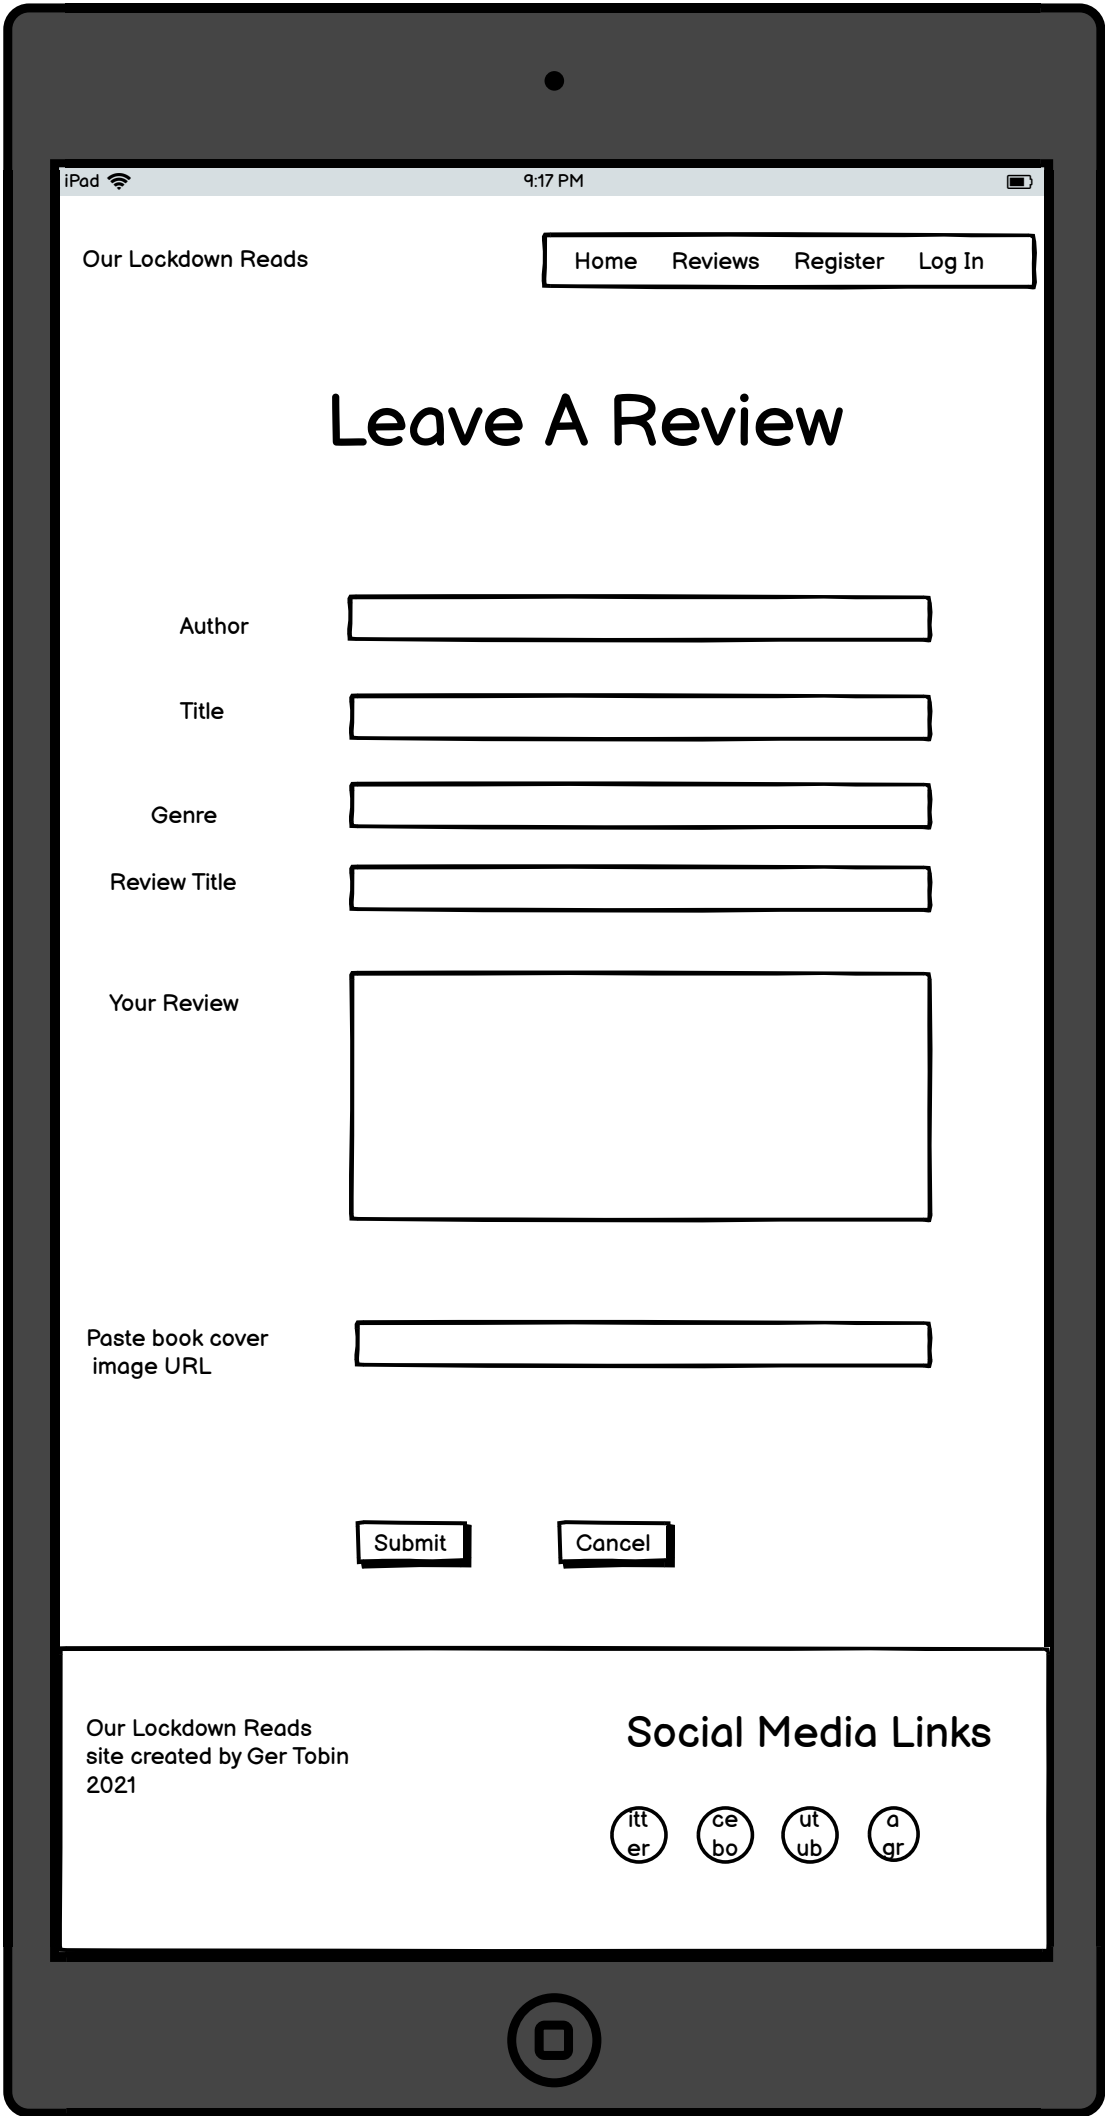 iPad 9:17 PM
Our Lockdown Reads
Home Reviews Register Log In
Leave A Review
Author
Title
Genre
Review Title
Your Review
Paste book cover
image URL
Submit Cancel
Our Lockdown Reads
site created by Ger Tobin
2021
Social Media Links
itt ce ut a
er bo ub gr